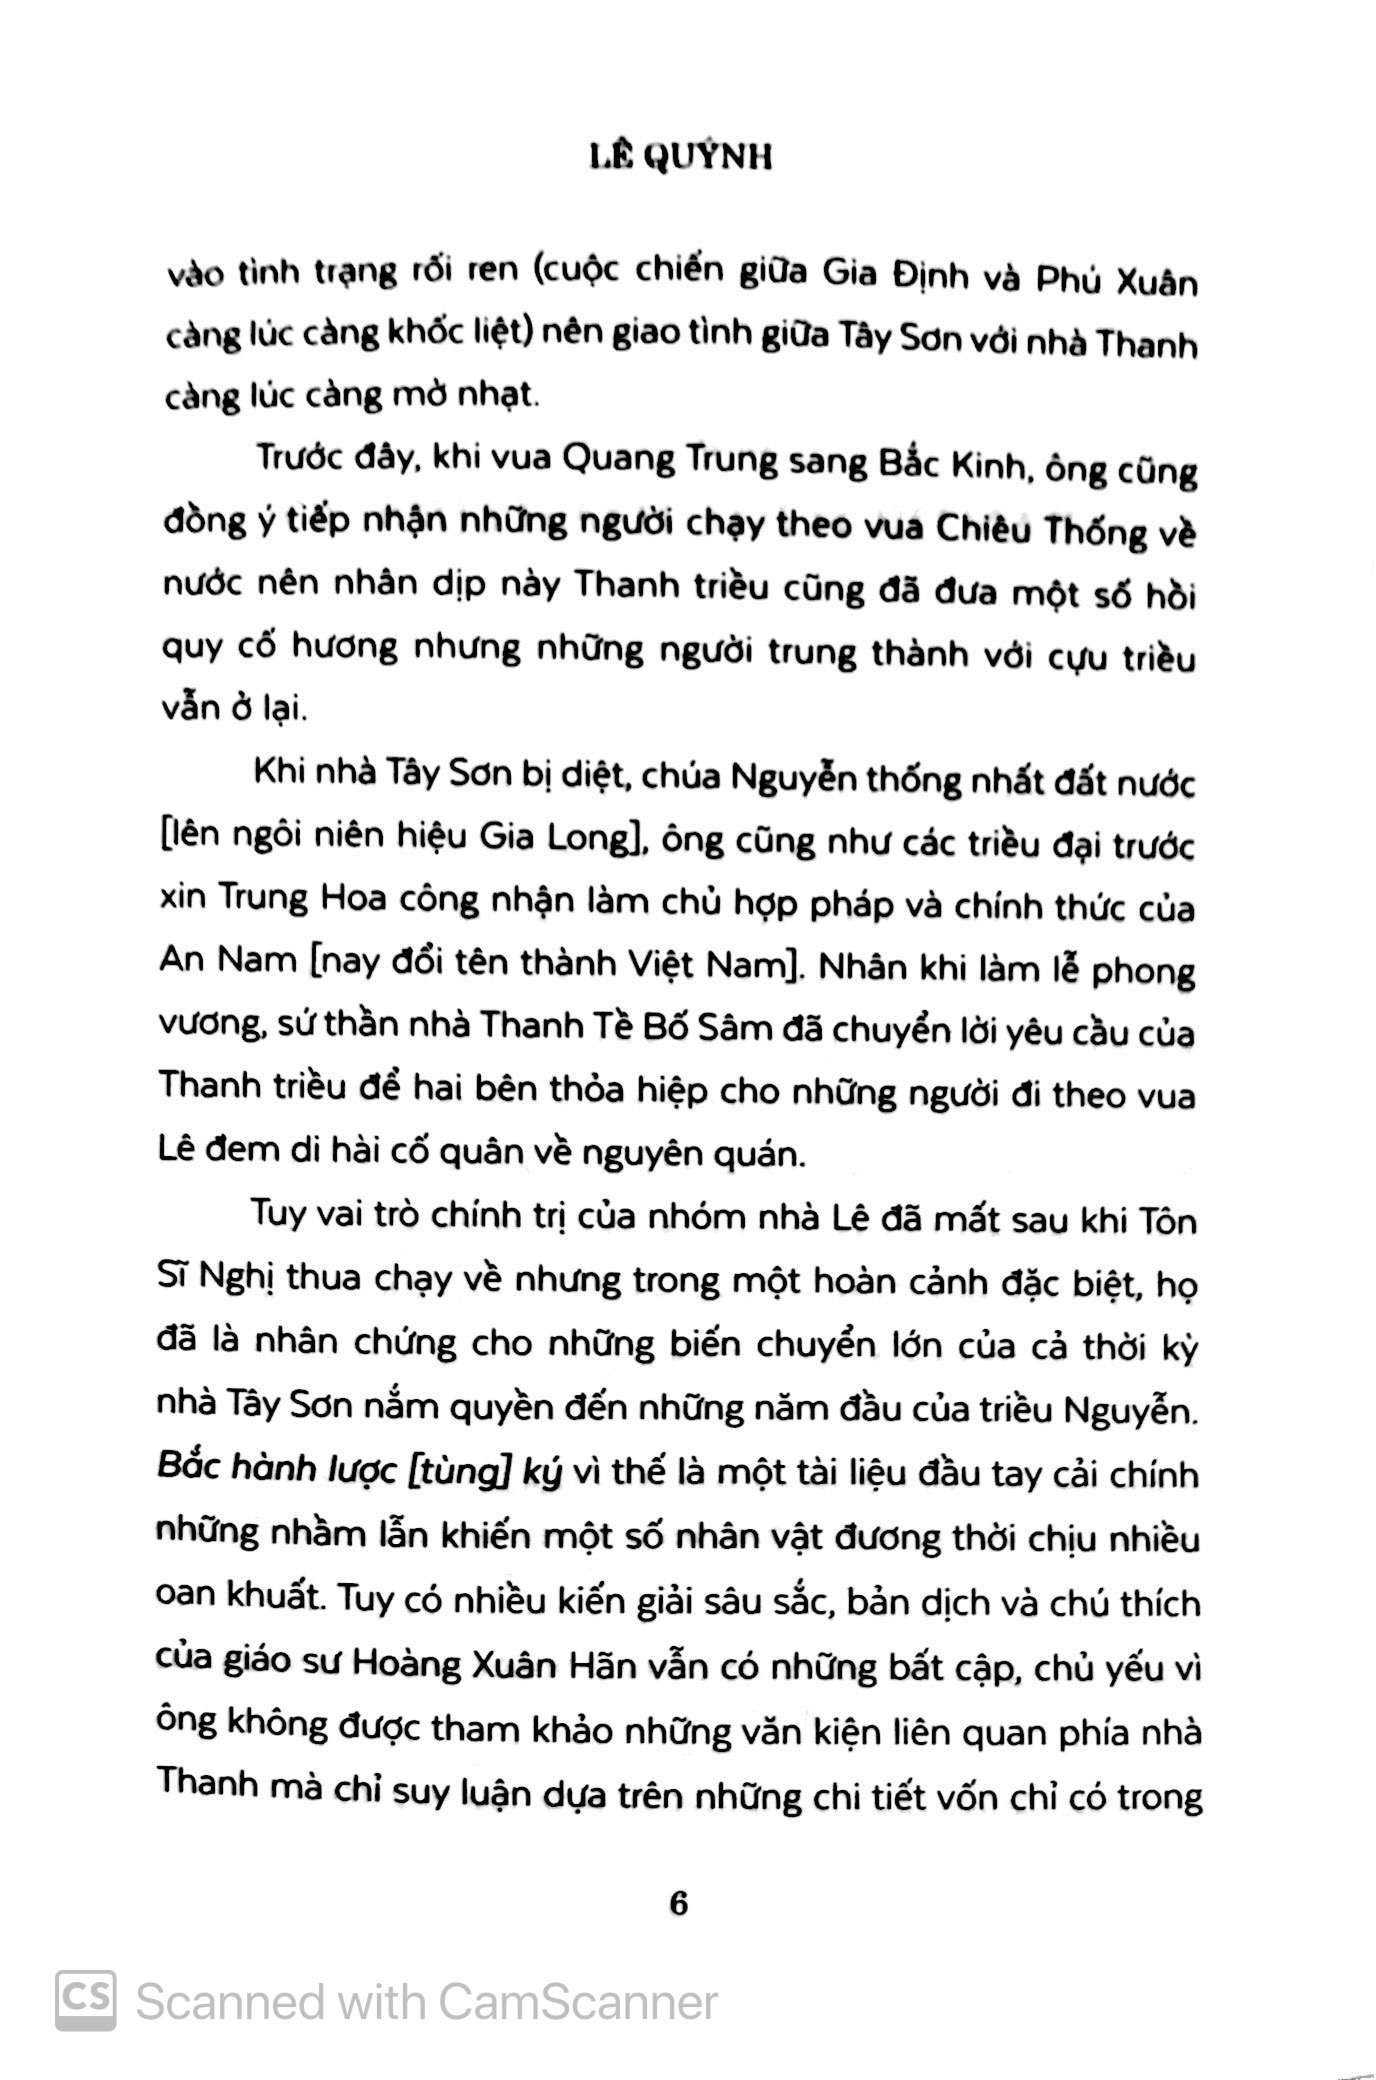 LÊ QUÝNH
vào tình trạng rối ren (cuộc chiến giữa Gia Định và Phú Xuân
càng lúc càng khốc liệt) nên giao tình giữa Tây Sơn với nhà Thanh
càng lúc càng mờ nhạt.
Trước đây, khi vua Quang Trung sang Bắc Kinh, ông cũng
đồng ý tiếp nhận những người chạy theo vua Chiêu Thống về
nước nên nhân dịp này Thanh triều cũng đã đưa một số hồi
quy cố hương nhưng những người trung thành với cựu triều
vẫn ở lại.
Khi nhà Tây Sơn bị diệt, chúa Nguyễn thống nhất đất nước
[lên ngôi niên hiệu Gia Long], ông cũng như các triều đại trước
xin Trung Hoa công nhận làm chủ hợp pháp và chính thức của
An Nam [nay đổi tên thành Việt Nam]. Nhân khi làm lễ phong
vương, sứ thần nhà Thanh Tề Bố Sâm đã chuyển lời yêu cầu của
Thanh triều để hai bên thỏa hiệp cho những người đi theo vua
Lê đem di hài cố quân về nguyên quán.
Tuy vai trò chính trị của nhóm nhà Lê đã mất sau khi Tôn
Sĩ Nghị thua chạy về nhưng trong một hoàn cảnh đặc biệt, họ
đã là nhân chứng cho những biến chuyển lớn của cả thời kỳ
nhà Tây Sơn nắm quyền đến những năm đầu của triều Nguyễn.
Bắc hành lược [tùng] ký vì thế là một tài liệu đầu tay cải chính
những nhầm lẫn khiến một số nhân vật đương thời chịu nhiều
oan khuất. Tuy có nhiều kiến giải sâu sắc, bản dịch và chú thích
của giáo sư Hoàng Xuân Hãn vẫn có những bất cập, chủ yếu vì
ông không được tham khảo những văn kiện liên quan phía nhà
Thanh mà chỉ suy luận dựa trên những chi tiết vốn chỉ có trong
6
CS Scanned with CamScanner